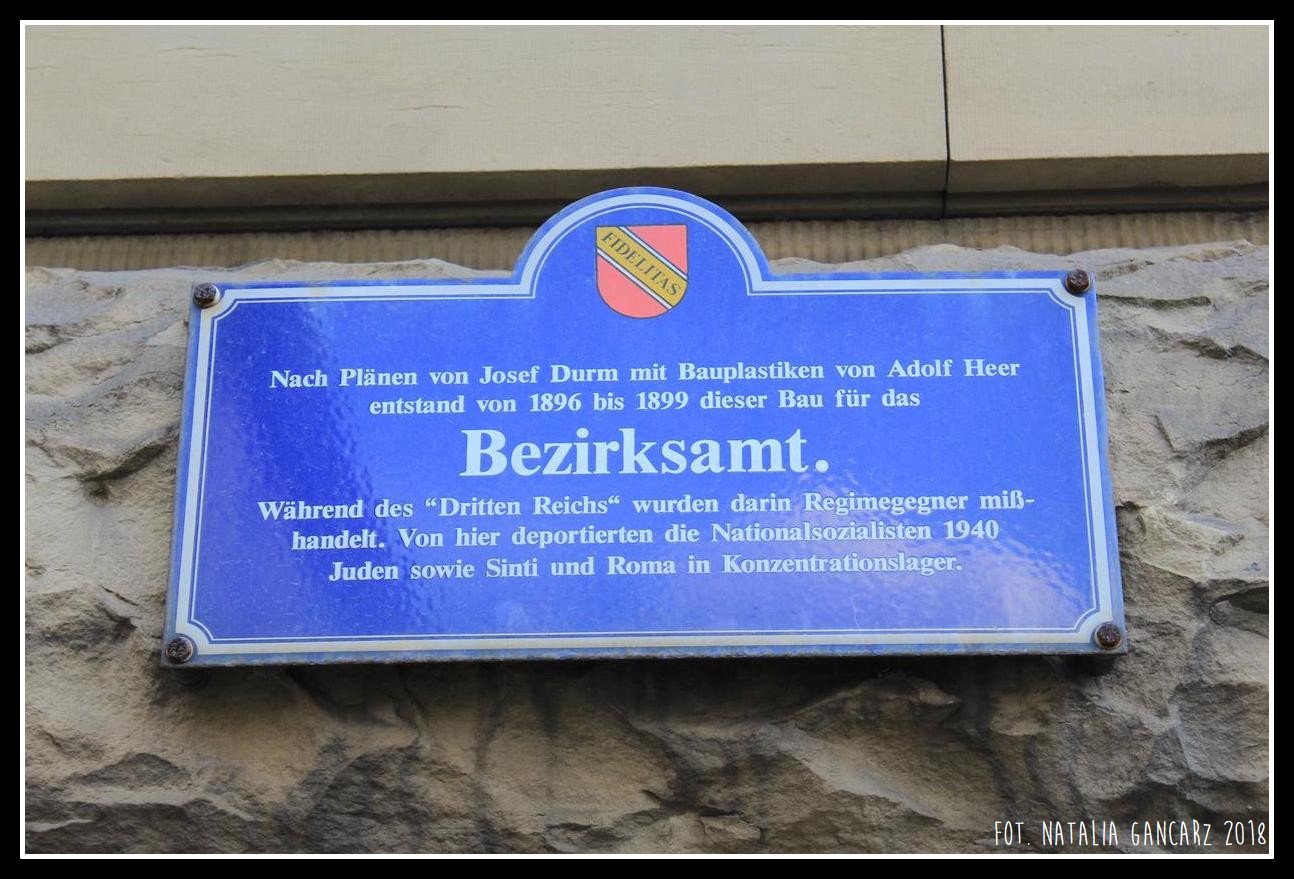 FIDELITAS
Nach Plänen von Josef Durm mit Bauplastiken von Adolf Heer
entstand von 1896 bis 1899 dieser Bau für das
Bezirksamt.
Während des “Dritten Reichs“ wurden darin Regimegegner miß-
handelt. Von hier deportierten die Nationalsozialisten 1940
Juden sowie Sinti und Roma in Konzentrationslager.
FOT. NATALIA GANCARZ 2018